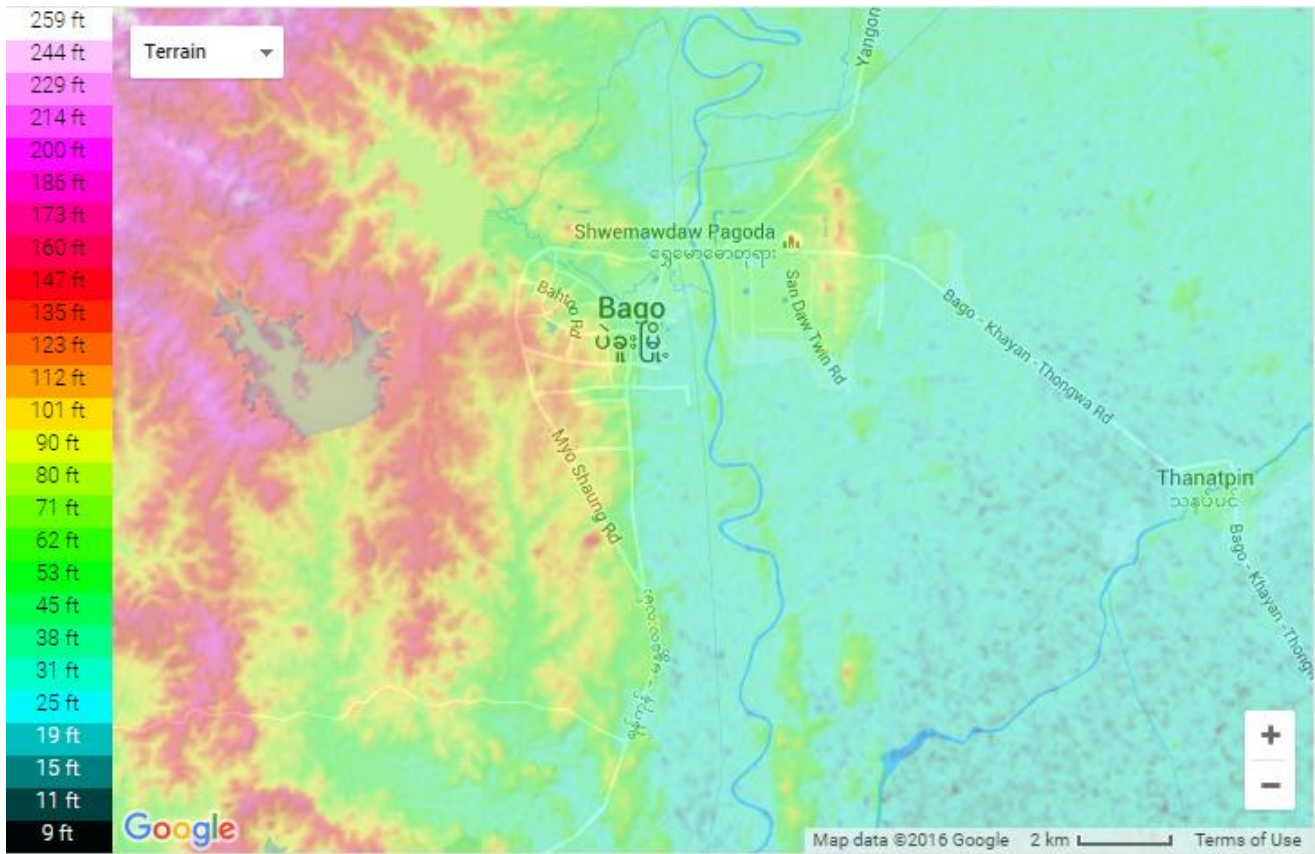 259 ft
244 ft
229 ft
214 ft
200 ft
186 ft
173 ft
160 ft
147 ft
135 ft
123 ft
112 ft
101 ft
90 ft
80 ft
71 ft
62 ft
53 ft
45 ft
38 ft
31 ft
25 ft
19 ft
15 ft
11 ft
9 ft
Terrain
Yangon
Shwemawdaw Pagoda
ရွှေမောဓောဘုရား
Bahtoo Rd
Bago
ပဲခူးမြို့
San Daw Twin Rd
Bago - Khayan -Thongwa Rd
Myo Shaung Rd
Thanatpin
သနပ်ပင်
Bago - Khayan -Thongw
+
−
Google
Map data ©2016 Google
2 km
Terms of Use